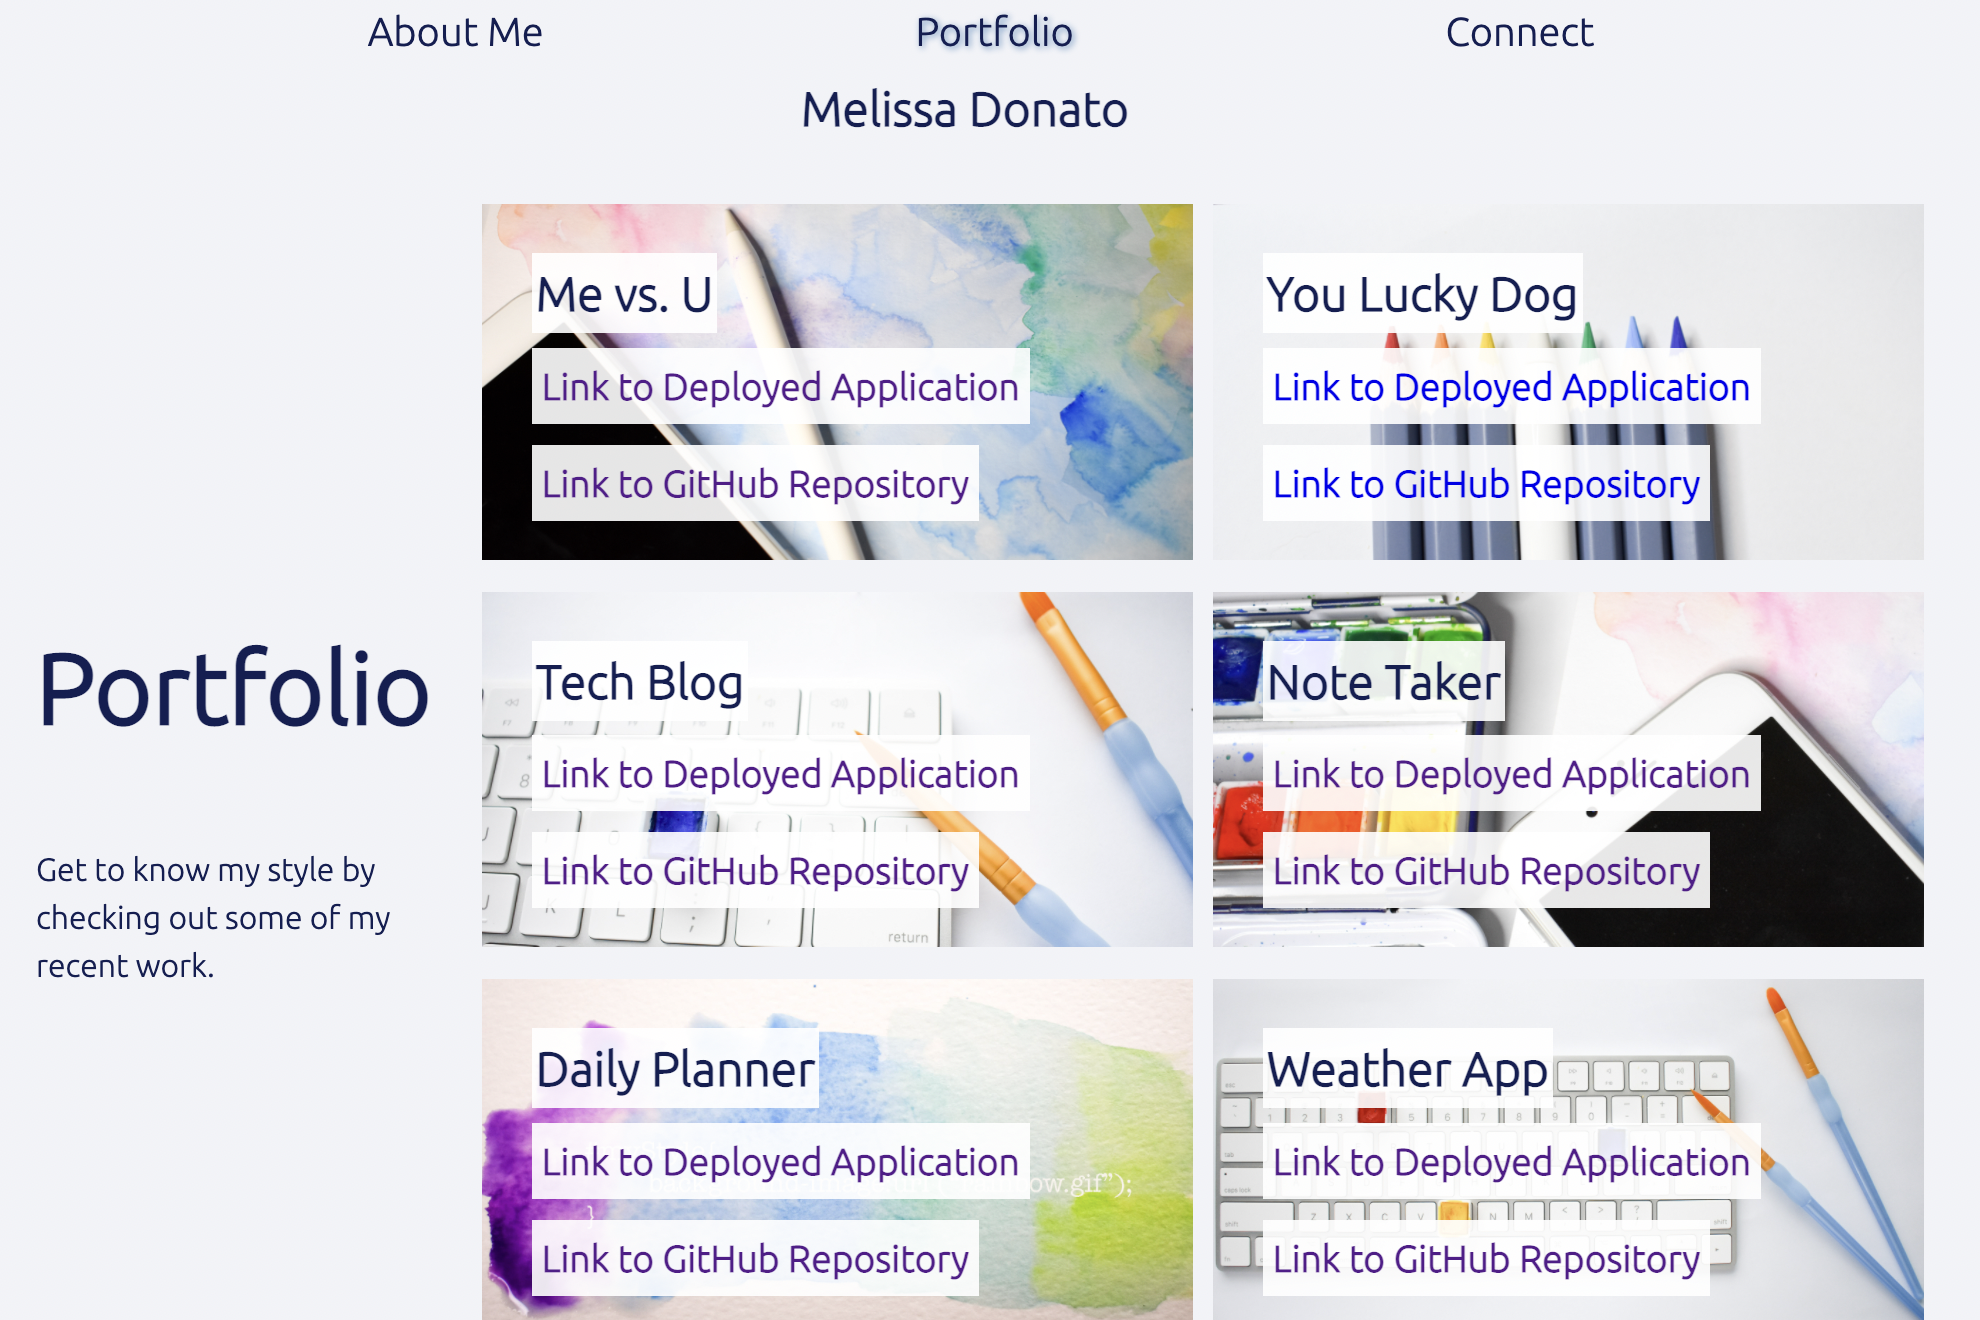 About Me
Portfolio
Connect
Melissa Donato
Portfolio
Get to know my style by
checking out some of my
recent work.
Me vs. U
Link to Deployed Application
Link to GitHub Repository
You Lucky Dog
Link to Deployed Application
Link to GitHub Repository
Tech Blog
Link to Deployed Application
Link to GitHub Repository
return
Note Taker
Link to Deployed Application
Link to GitHub Repository
Daily Planner
Link to Deployed Application
ow.gif”);
}
Link to GitHub Repository
Weather App
Link to Deployed Application
Link to GitHub Repository